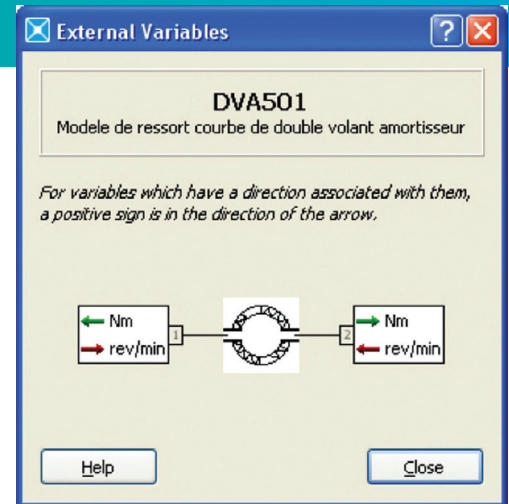 External Variables
DVA501
Modele de ressort courbe de double volant amortisseur
For variables which have a direction associated with them,
a positive sign is in the direction of the arrow.
Nm
rev/min
1
2
Nm
rev/min
Help
Close